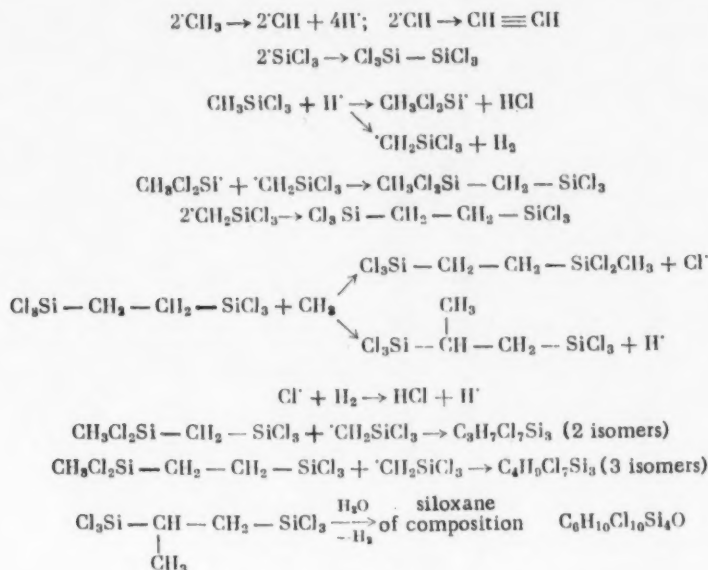 2·CH₃ → 2·CH + 4H·; 2·CH → CH ≡ CH
2·SiCl₃ → Cl₃Si — SiCl₃
CH₃SiCl₃ + H· → CH₃Cl₂Si· + HCl
↘ ·CH₂SiCl₃ + H₂
CH₃Cl₂Si· + ·CH₂SiCl₃ → CH₃Cl₂Si — CH₂ — SiCl₃
2·CH₂SiCl₃ → Cl₃Si — CH₂ — CH₂ — SiCl₃
Cl₃Si — CH₂ — CH₂ — SiCl₂CH₃ + Cl·
Cl₃Si — CH₂ — CH₂ — SiCl₃ + CH₃
CH₃
Cl₃Si — CH — CH₂ — SiCl₃ + H·
Cl· + H₂ → HCl + H·
CH₃Cl₂Si — CH₂ — SiCl₃ + ·CH₂SiCl₃ → C₃H₇Cl₇Si₃ (2 isomers)
CH₃Cl₂Si — CH₂ — CH₂ — SiCl₃ + ·CH₂SiCl₃ → C₄H₉Cl₇Si₃ (3 isomers)
Cl₃Si — CH — CH₂ — SiCl₃ H₂O → −H₂ siloxane of composition C₆H₁₀Cl₁₀Si₄O
CH₃